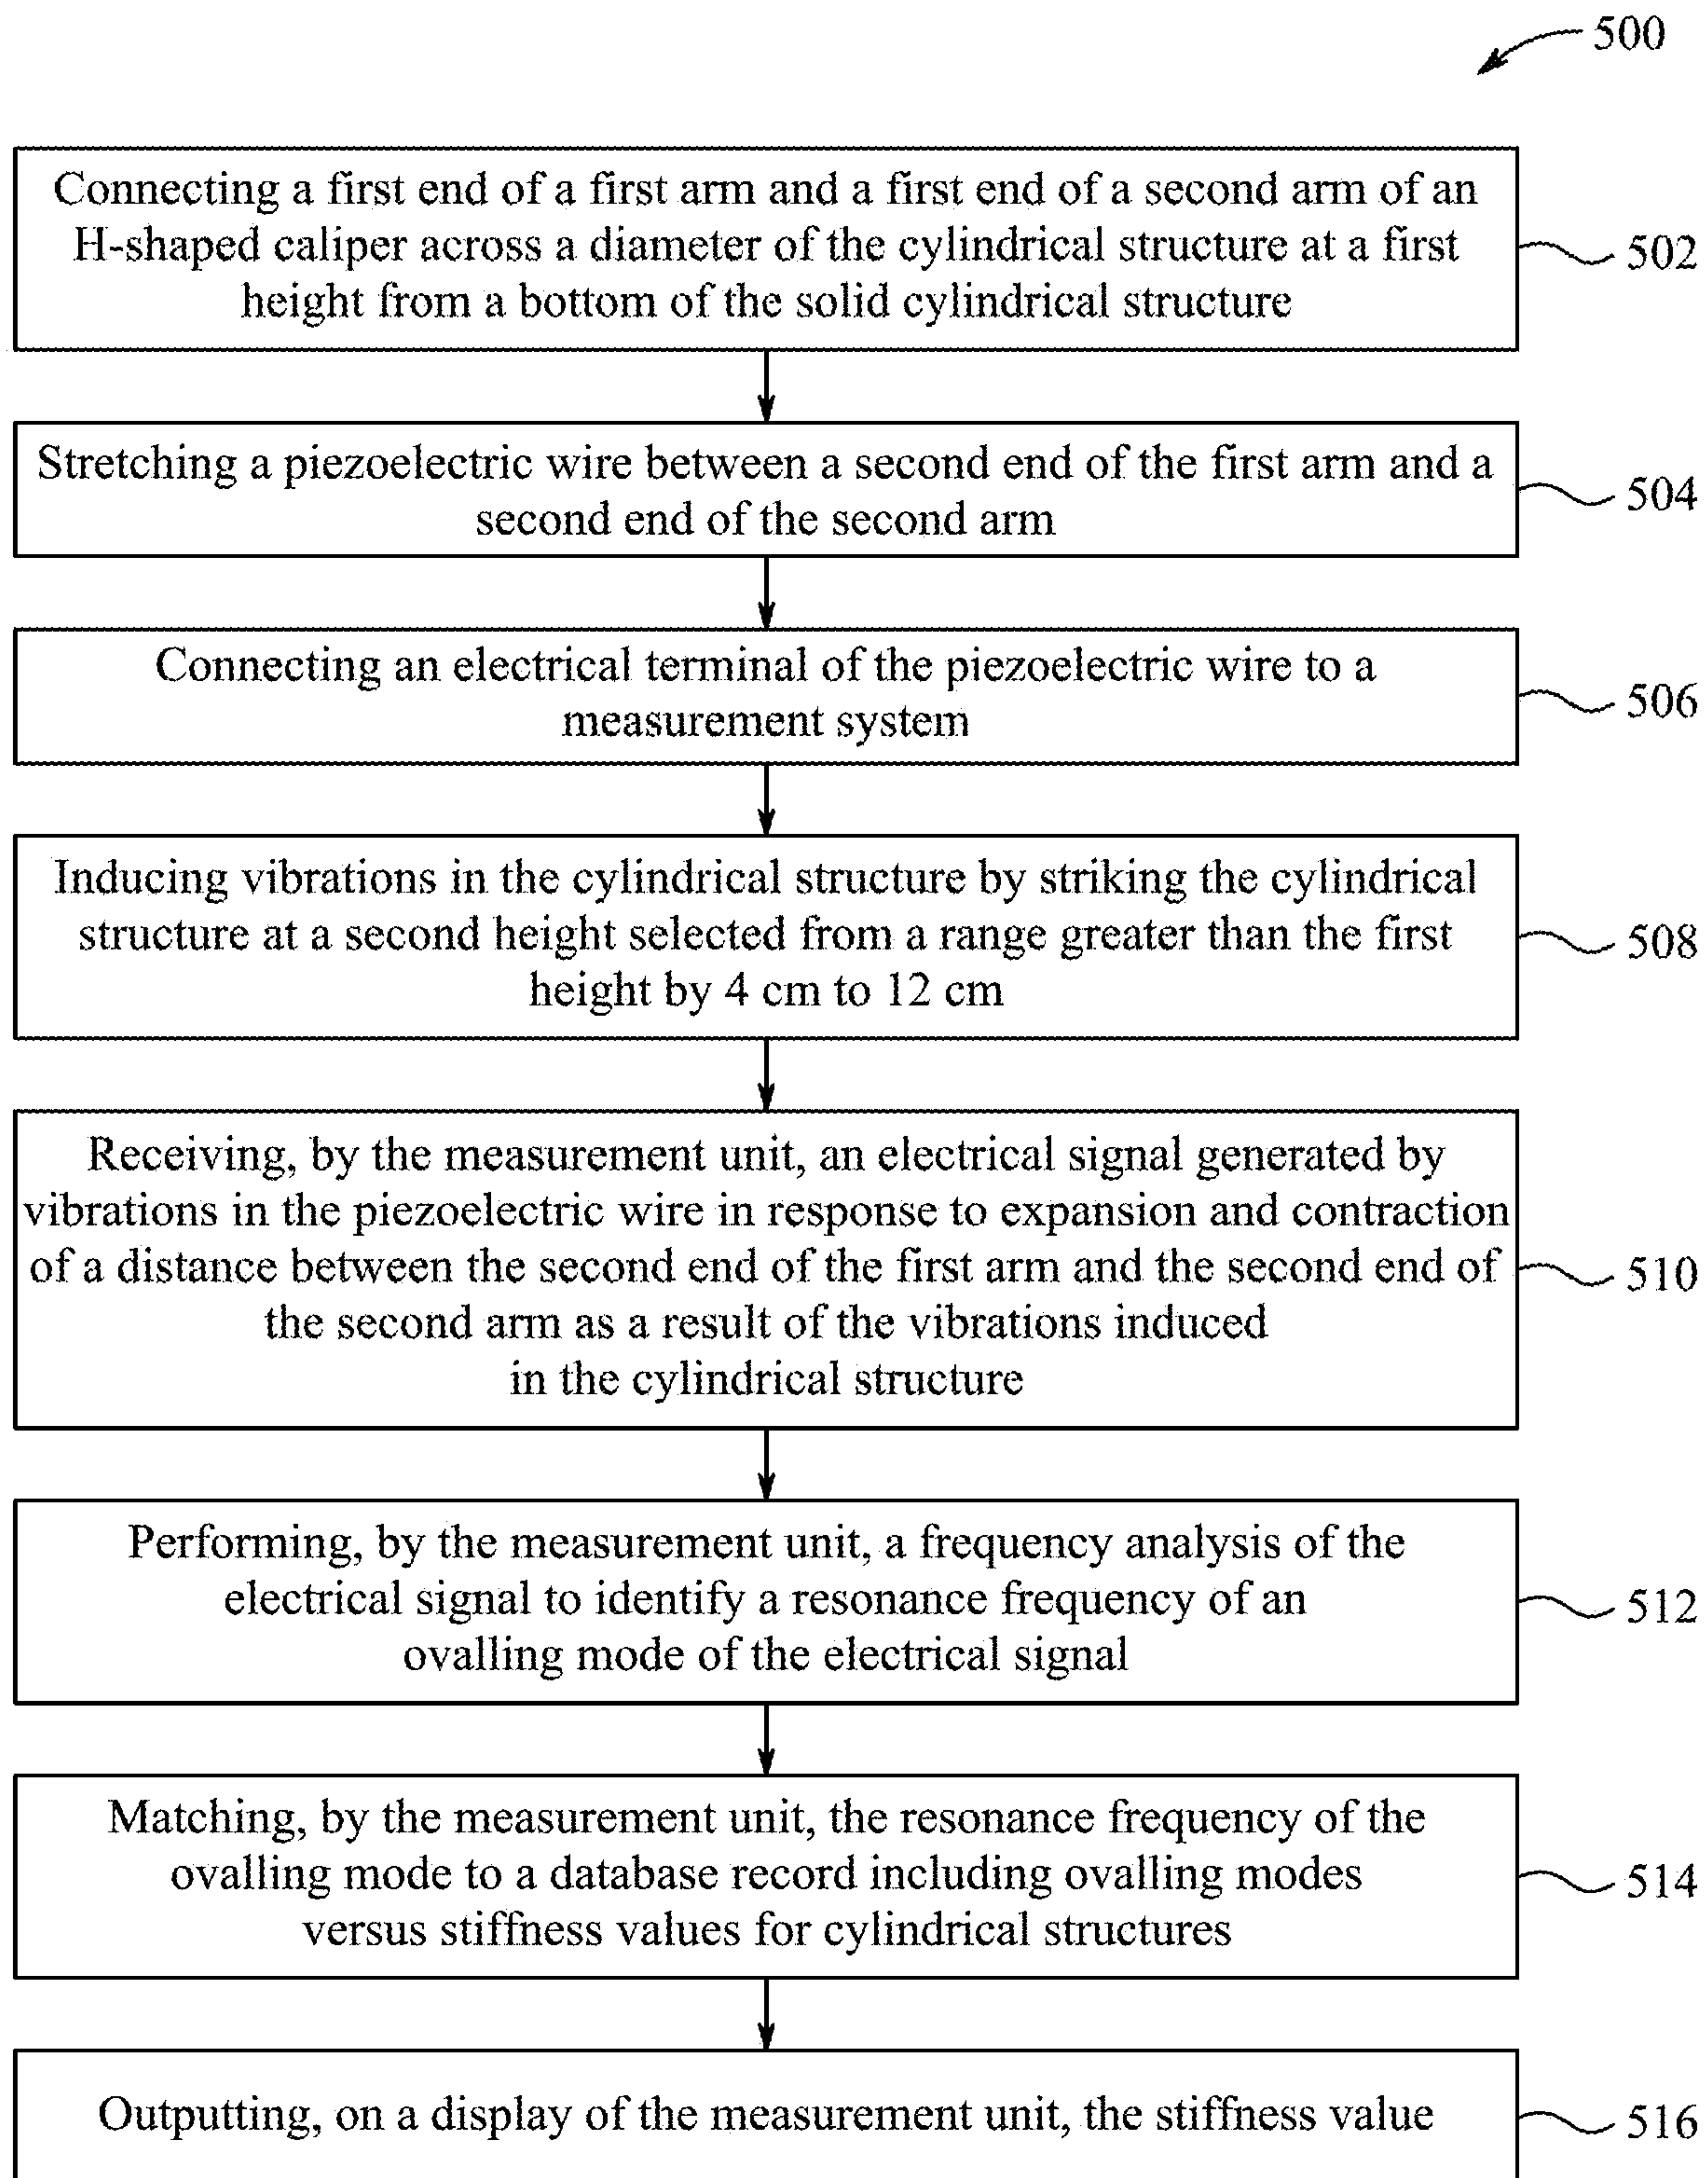 500
Connecting a first end of a first arm and a first end of a second arm of an
H-shaped caliper across a diameter of the cylindrical structure at a first
height from a bottom of the solid cylindrical structure
502
Stretching a piezoelectric wire between a second end of the first arm and a
second end of the second arm
504
Connecting an electrical terminal of the piezoelectric wire to a
measurement system
506
Inducing vibrations in the cylindrical structure by striking the cylindrical
structure at a second height selected from a range greater than the first
height by 4 cm to 12 cm
508
Receiving, by the measurement unit, an electrical signal generated by
vibrations in the piezoelectric wire in response to expansion and contraction
of a distance between the second end of the first arm and the second end of
the second arm as a result of the vibrations induced
in the cylindrical structure
510
Performing, by the measurement unit, a frequency analysis of the
electrical signal to identify a resonance frequency of an
ovalling mode of the electrical signal
512
Matching, by the measurement unit, the resonance frequency of the
ovalling mode to a database record including ovalling modes
versus stiffness values for cylindrical structures
514
Outputting, on a display of the measurement unit, the stiffness value
516